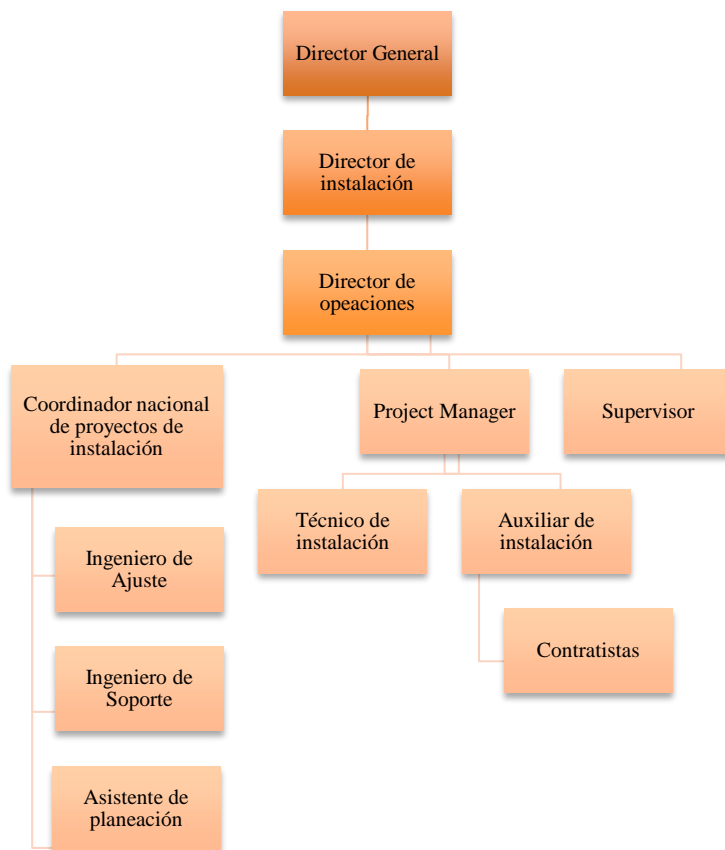 Director General
Director de
instalación
Director de
opeaciones
Coordinador nacional
de proyectos de
instalación
Project Manager
Supervisor
Técnico de
instalación
Auxiliar de
instalación
Ingeniero de
Ajuste
Contratistas
Ingeniero de
Soporte
Asistente de
planeación